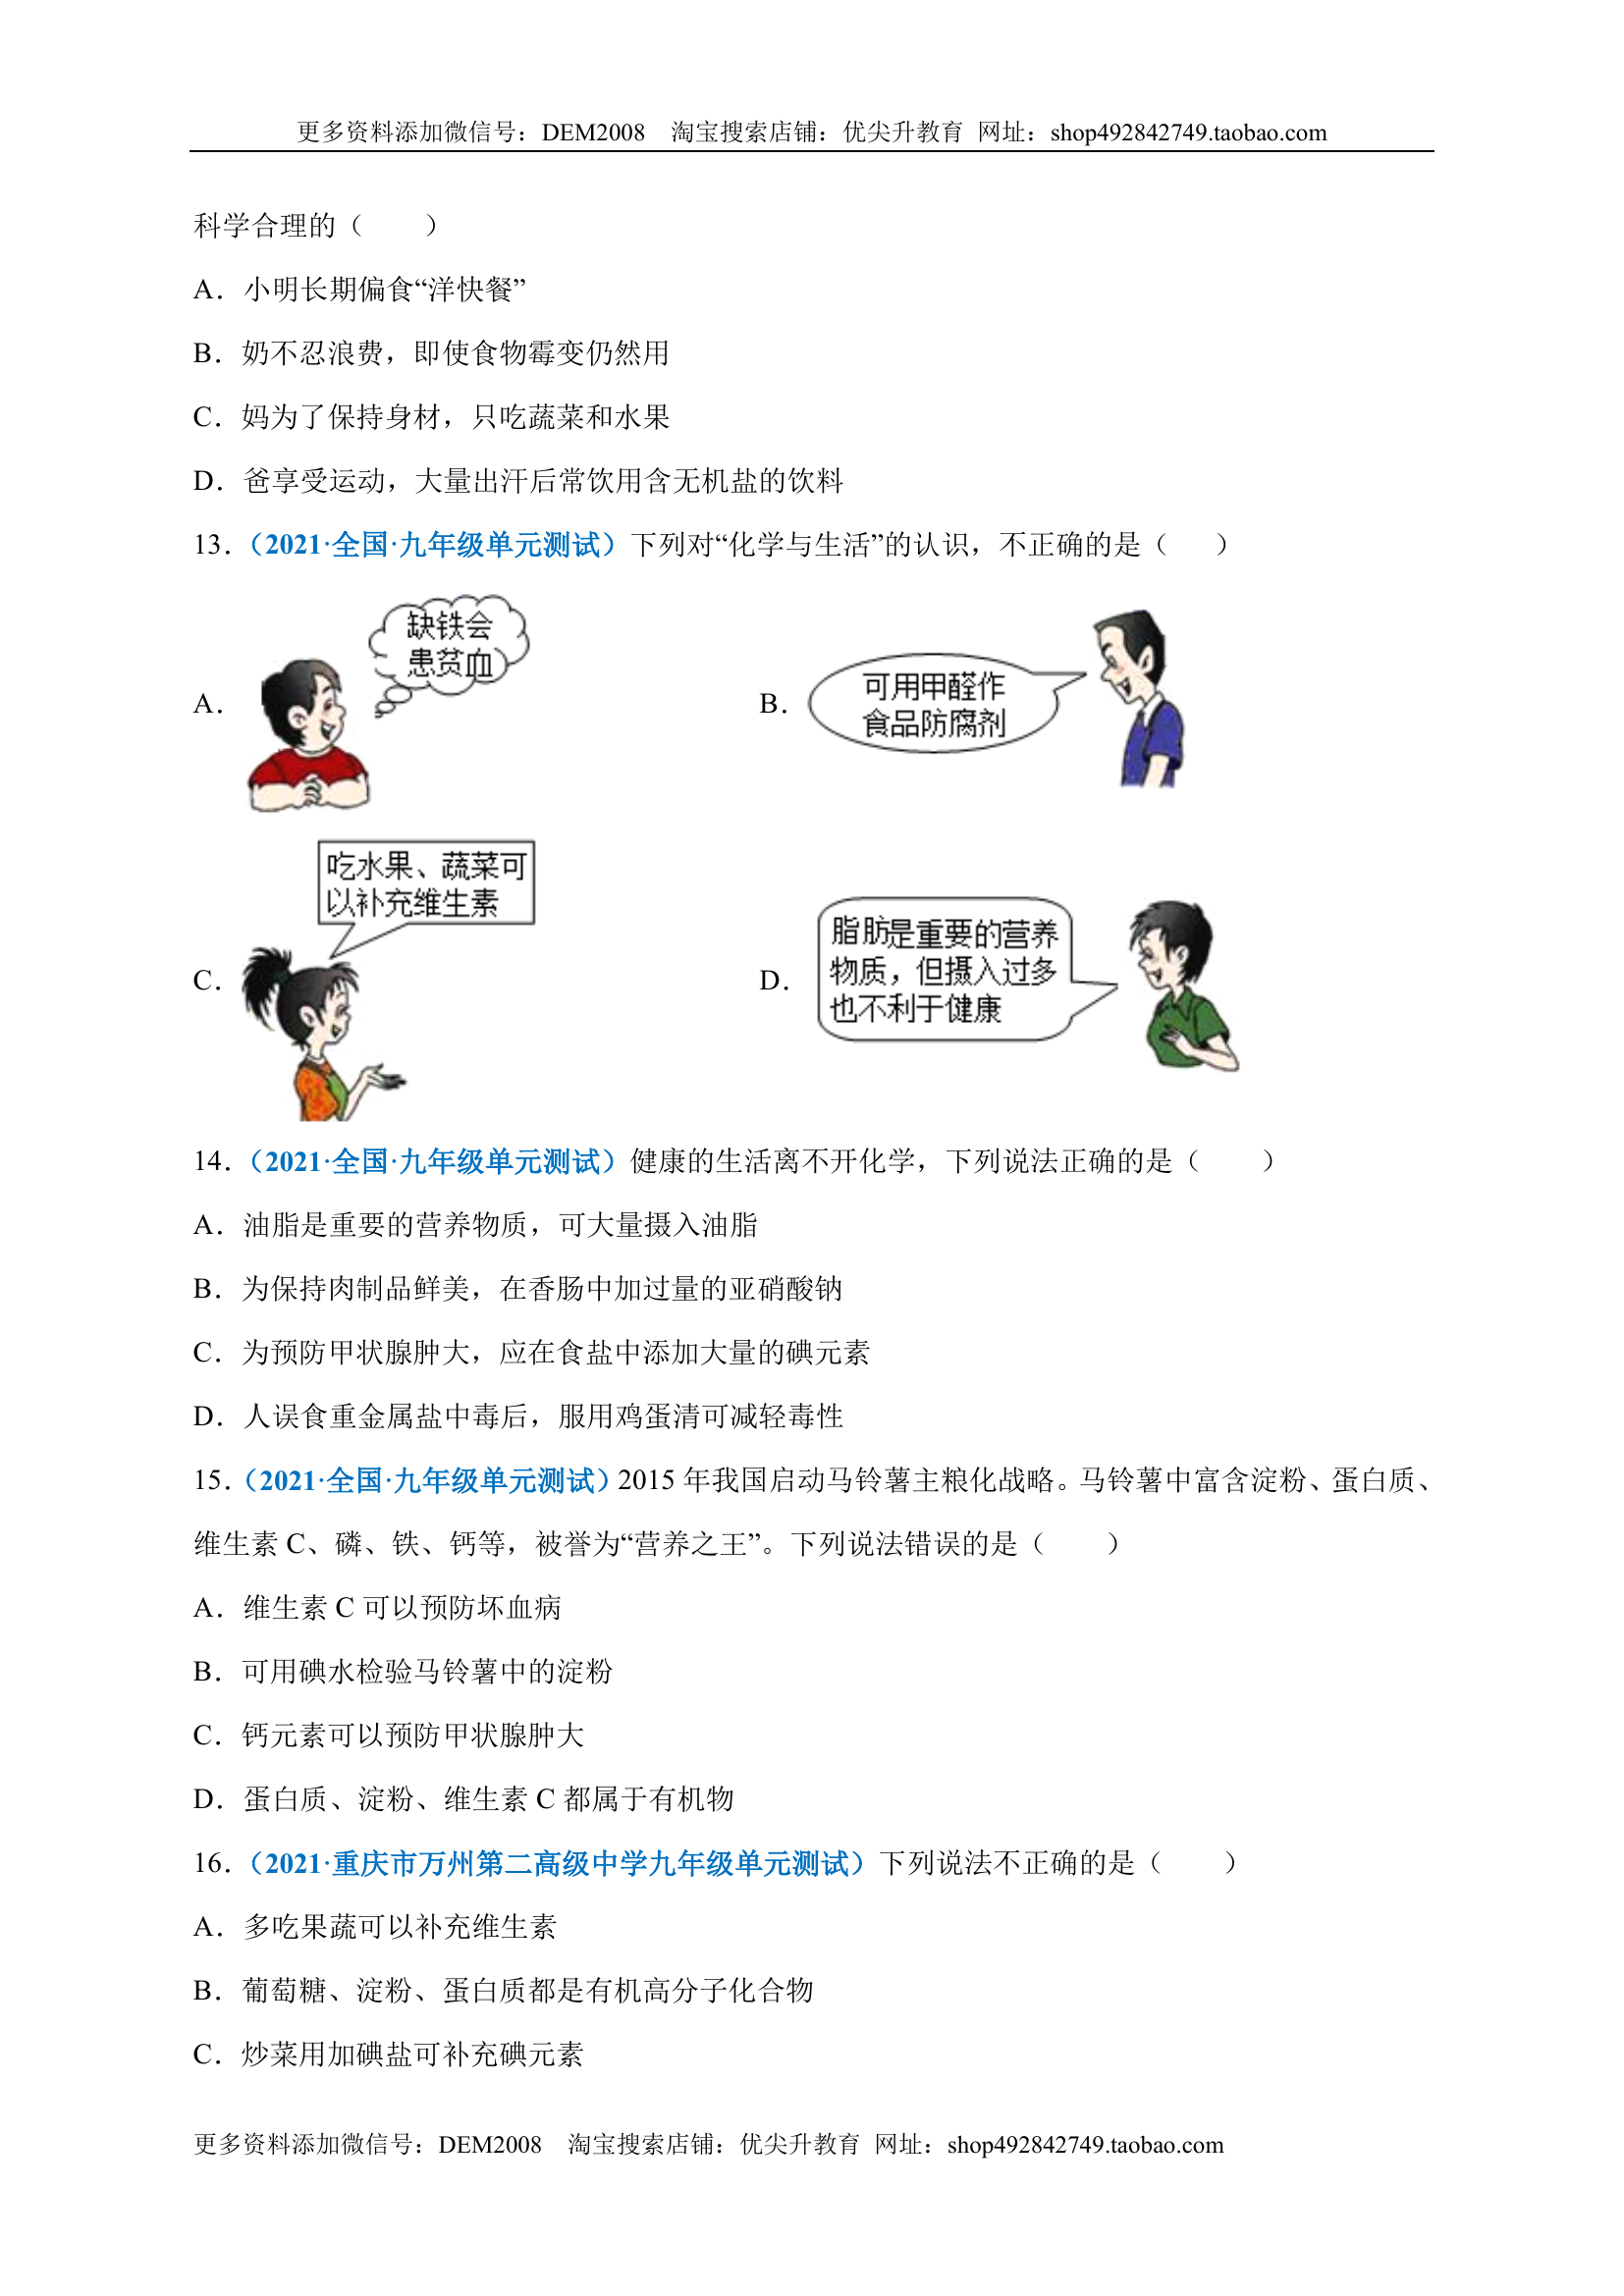 更多资料添加微信号：DEM2008  淘宝搜索店铺：优尖升教育 网址：shop492842749.taobao.com
科学合理的（  ）
A．小明长期偏食“洋快餐”
B．奶不忍浪费，即使食物霉变仍然用
C．妈为了保持身材，只吃蔬菜和水果
D．爸享受运动，大量出汗后常饮用含无机盐的饮料
13．（2021·全国·九年级单元测试）下列对“化学与生活”的认识，不正确的是（  ）
A．
缺铁会
患贫血
B．
可用甲醛作
食品防腐剂
C．
吃水果、蔬菜可
以补充维生素
D．
脂肪是重要的营养
物质，但摄入过多
也不利于健康
14．（2021·全国·九年级单元测试）健康的生活离不开化学，下列说法正确的是（  ）
A．油脂是重要的营养物质，可大量摄入油脂
B．为保持肉制品鲜美，在香肠中加过量的亚硝酸钠
C．为预防甲状腺肿大，应在食盐中添加大量的碘元素
D．人误食重金属盐中毒后，服用鸡蛋清可减轻毒性
15．（2021·全国·九年级单元测试）2015 年我国启动马铃薯主粮化战略。马铃薯中富含淀粉、蛋白质、
维生素 C、磷、铁、钙等，被誉为“营养之王”。下列说法错误的是（  ）
A．维生素 C 可以预防坏血病
B．可用碘水检验马铃薯中的淀粉
C．钙元素可以预防甲状腺肿大
D．蛋白质、淀粉、维生素 C 都属于有机物
16．（2021·重庆市万州第二高级中学九年级单元测试）下列说法不正确的是（  ）
A．多吃果蔬可以补充维生素
B．葡萄糖、淀粉、蛋白质都是有机高分子化合物
C．炒菜用加碘盐可补充碘元素
更多资料添加微信号：DEM2008  淘宝搜索店铺：优尖升教育 网址：shop492842749.taobao.com